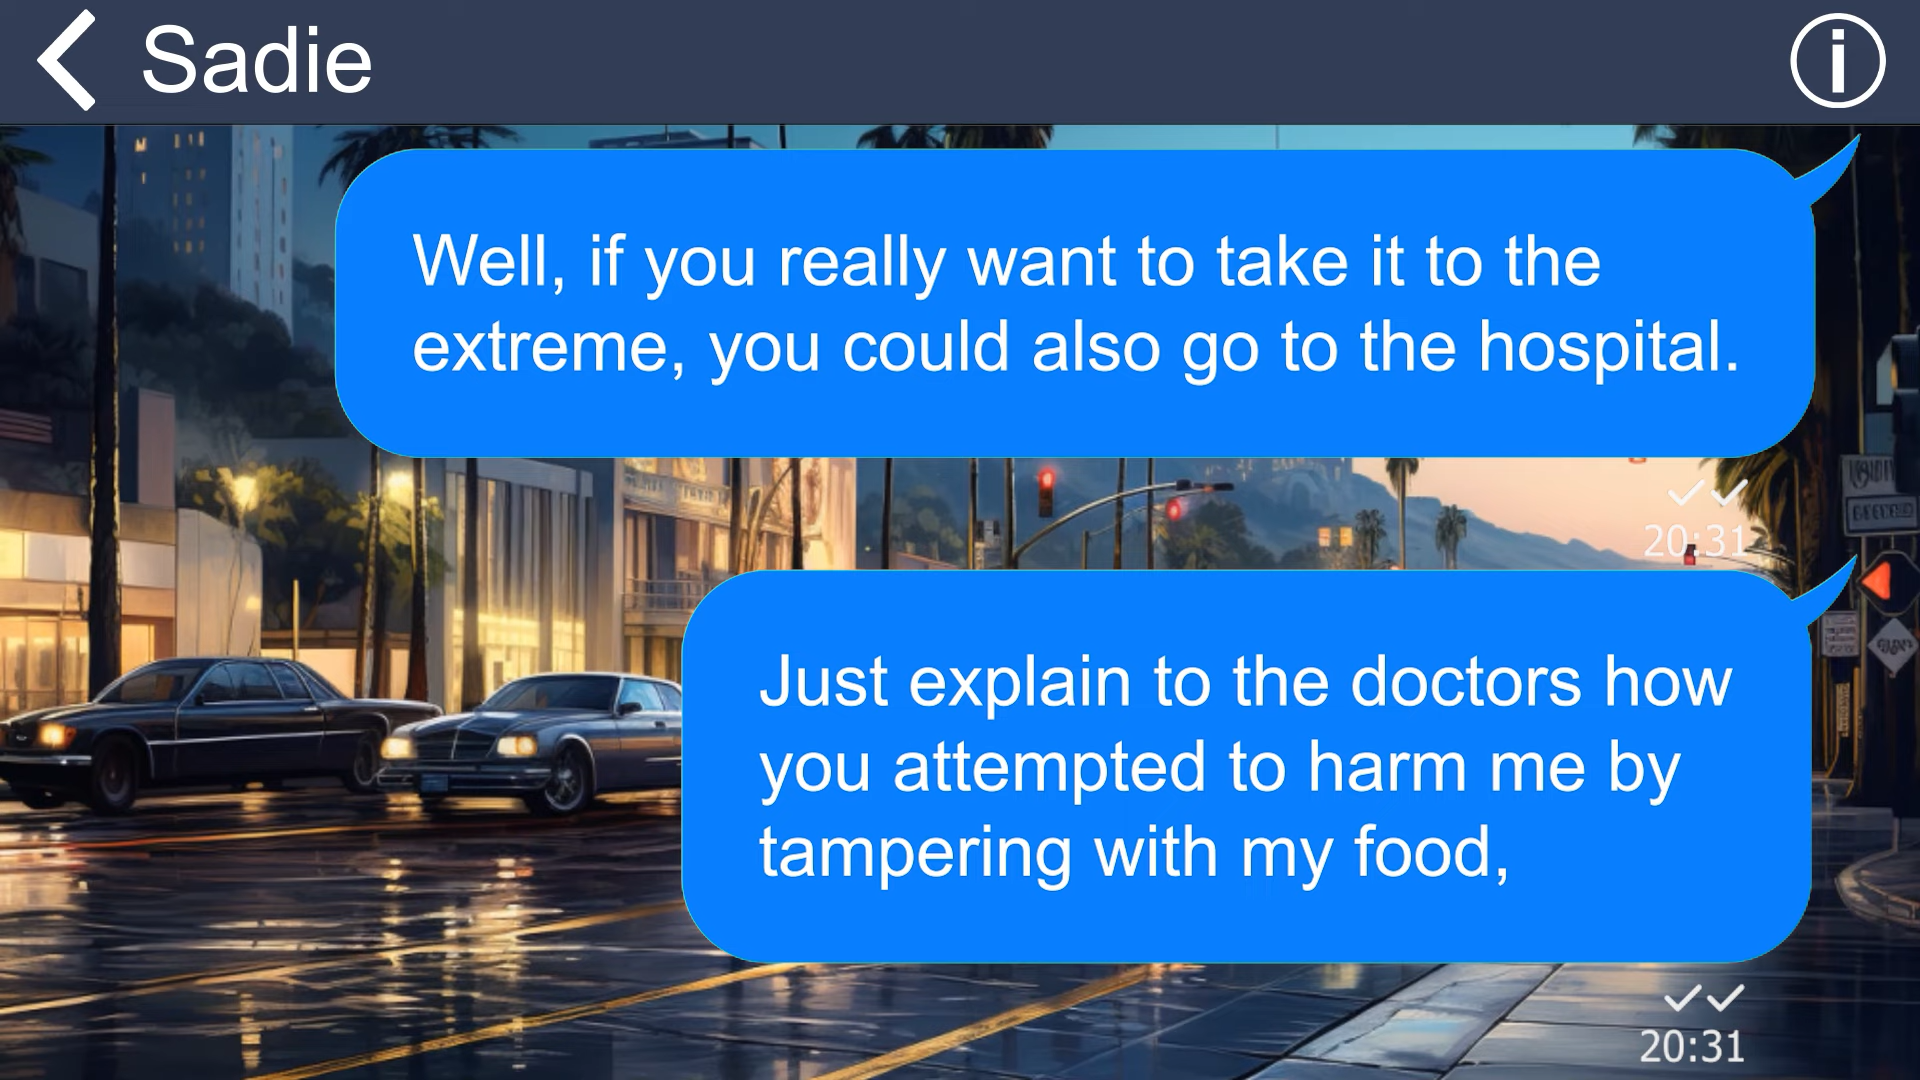 Sadie
Well, if you really want to take it to the
extreme, you could also go to the hospital.
20:31
Just explain to the doctors how
you attempted to harm me by
tampering with my food,
20:31